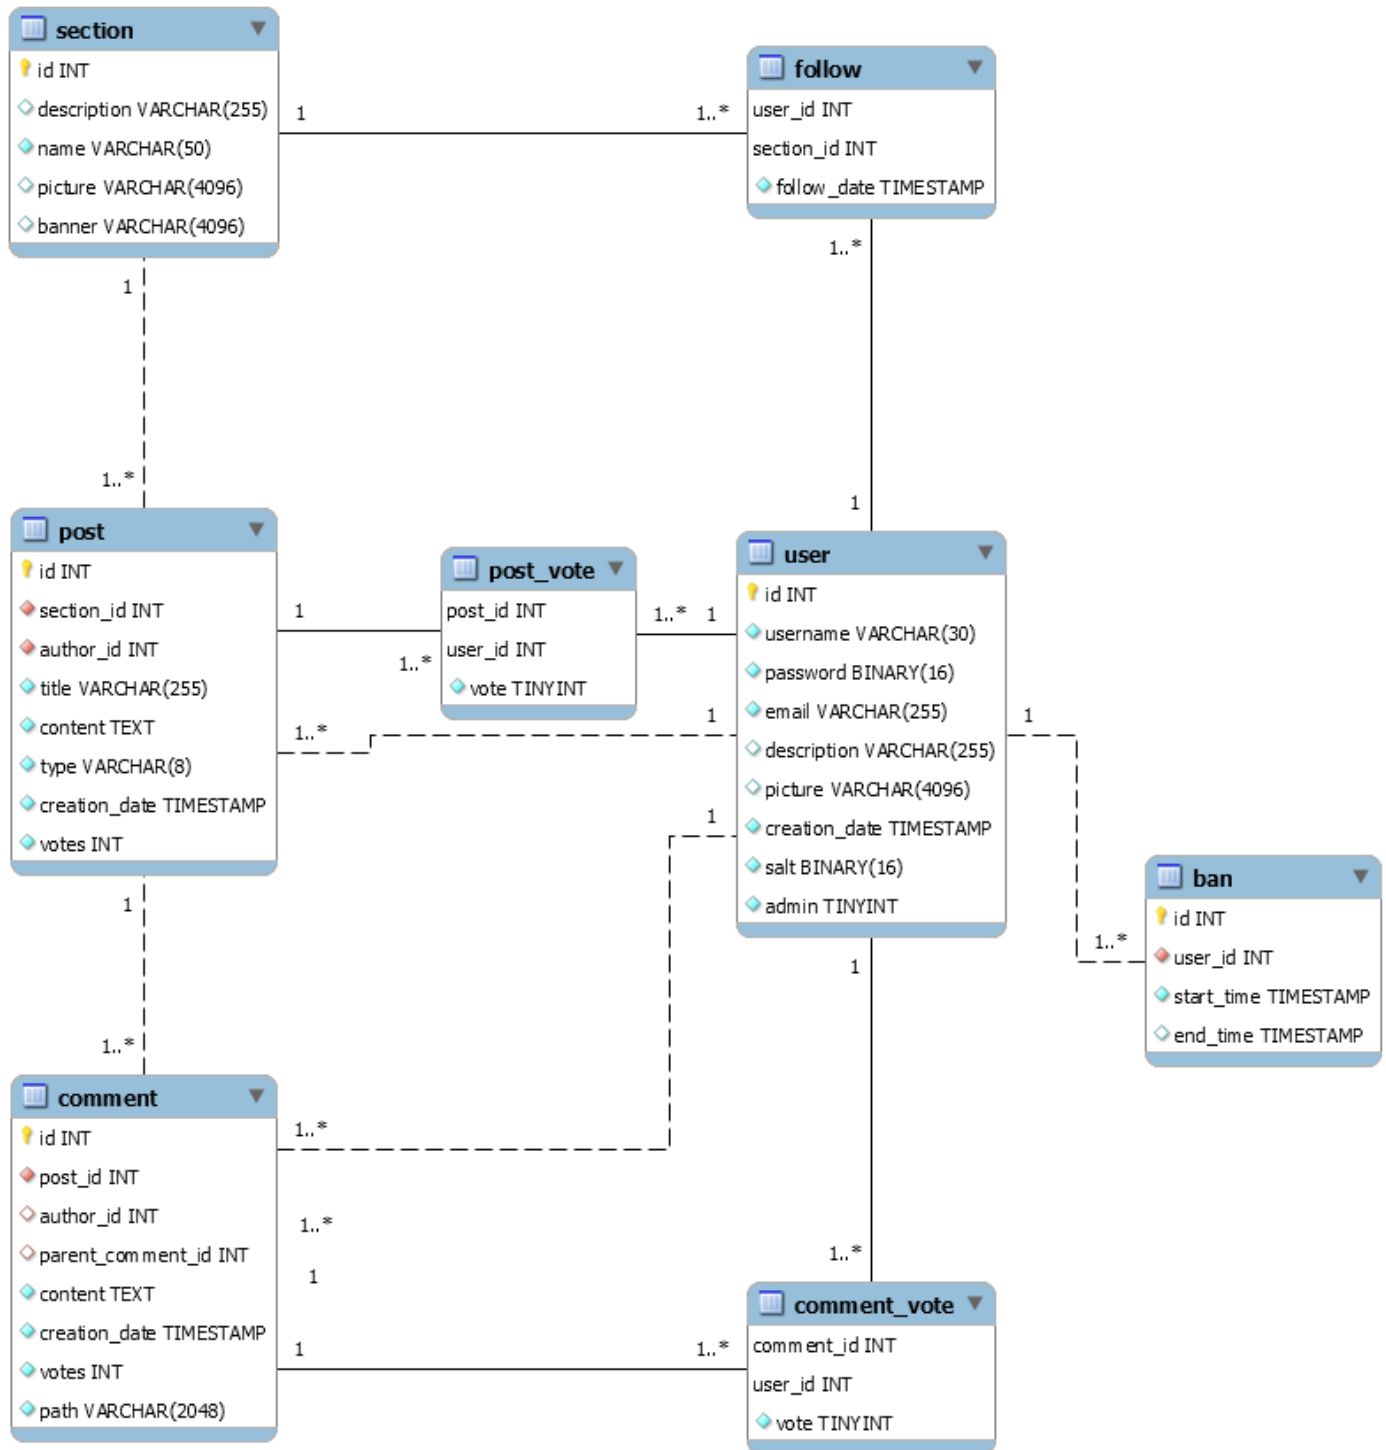 section
id INT
description VARCHAR(255)
name VARCHAR(50)
picture VARCHAR(4096)
banner VARCHAR(4096)
1
1..*
follow
user_id INT
section_id INT
follow_date TIMESTAMP
1
1..*
1..*
1
post
id INT
section_id INT
author_id INT
title VARCHAR(255)
content TEXT
type VARCHAR(8)
creation_date TIMESTAMP
votes INT
1
1..*
post_vote
post_id INT
user_id INT
vote TINYINT
1..* 1
1..*
1
user
id INT
username VARCHAR(30)
password BINARY(16)
email VARCHAR(255)
description VARCHAR(255)
picture VARCHAR(4096)
creation_date TIMESTAMP
salt BINARY(16)
admin TINYINT
1
1
1..*
ban
id INT
user_id INT
start_time TIMESTAMP
end_time TIMESTAMP
1
1..*
1
1..*
comment
id INT
post_id INT
author_id INT
parent_comment_id INT
content TEXT
creation_date TIMESTAMP
votes INT
path VARCHAR(2048)
1..*
1..*
1
1
1..*
1..*
comment_vote
comment_id INT
user_id INT
vote TINYINT